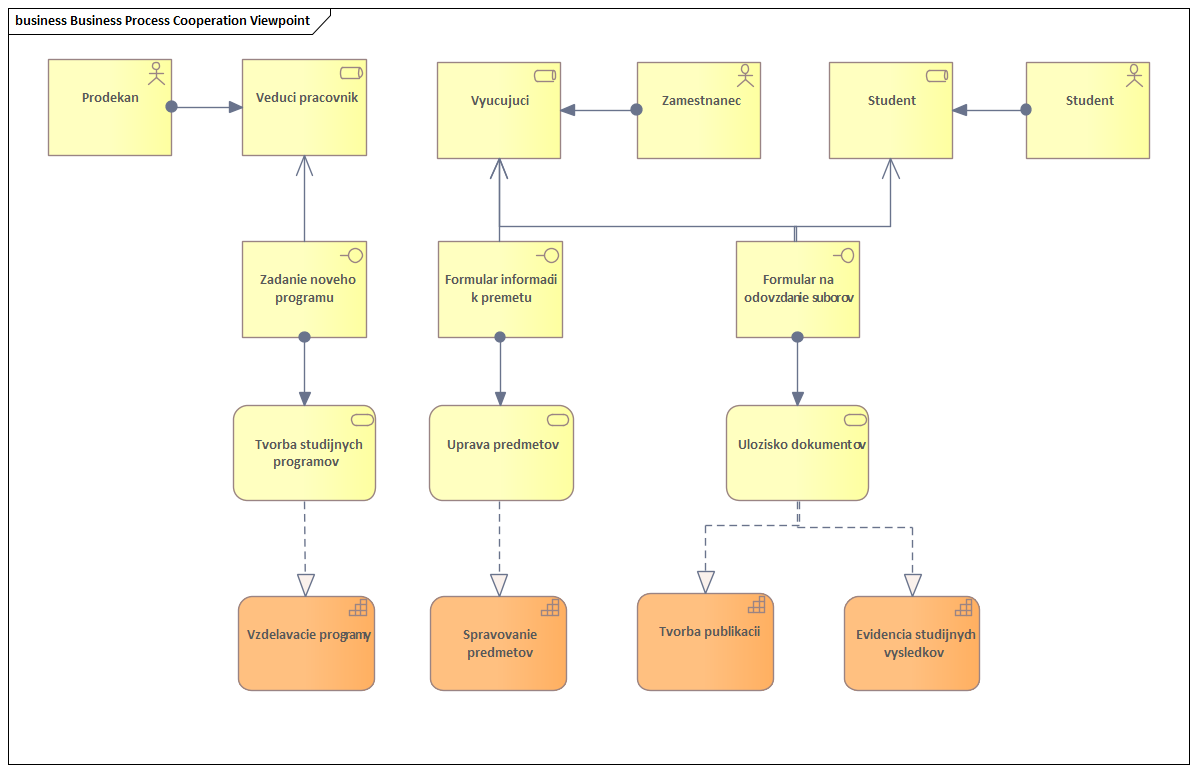 business Business Process Cooperation Viewpoint
Prodekan
Veduci pracovnik
Vyucujuci
Zamestnanec
Student
Student
Zadanie noveho
programu
Formular informadi
k premetu
Formular na
odovzdanie suborov
Tvorba studijnych
programov
Uprava predmetov
Ulozisko dokumentov
Vzdelavacie programy
Spravovanie
predmetov
Tvorba publikacii
Evidencia studijnych
vysledkov